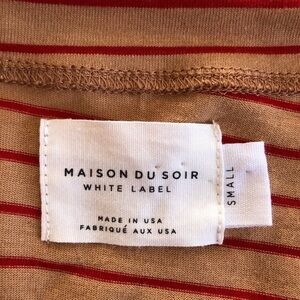 MAISON DU SOIR
WHITE LABEL
MADE IN USA
FABRIQUÉ AUX USA
SMALL